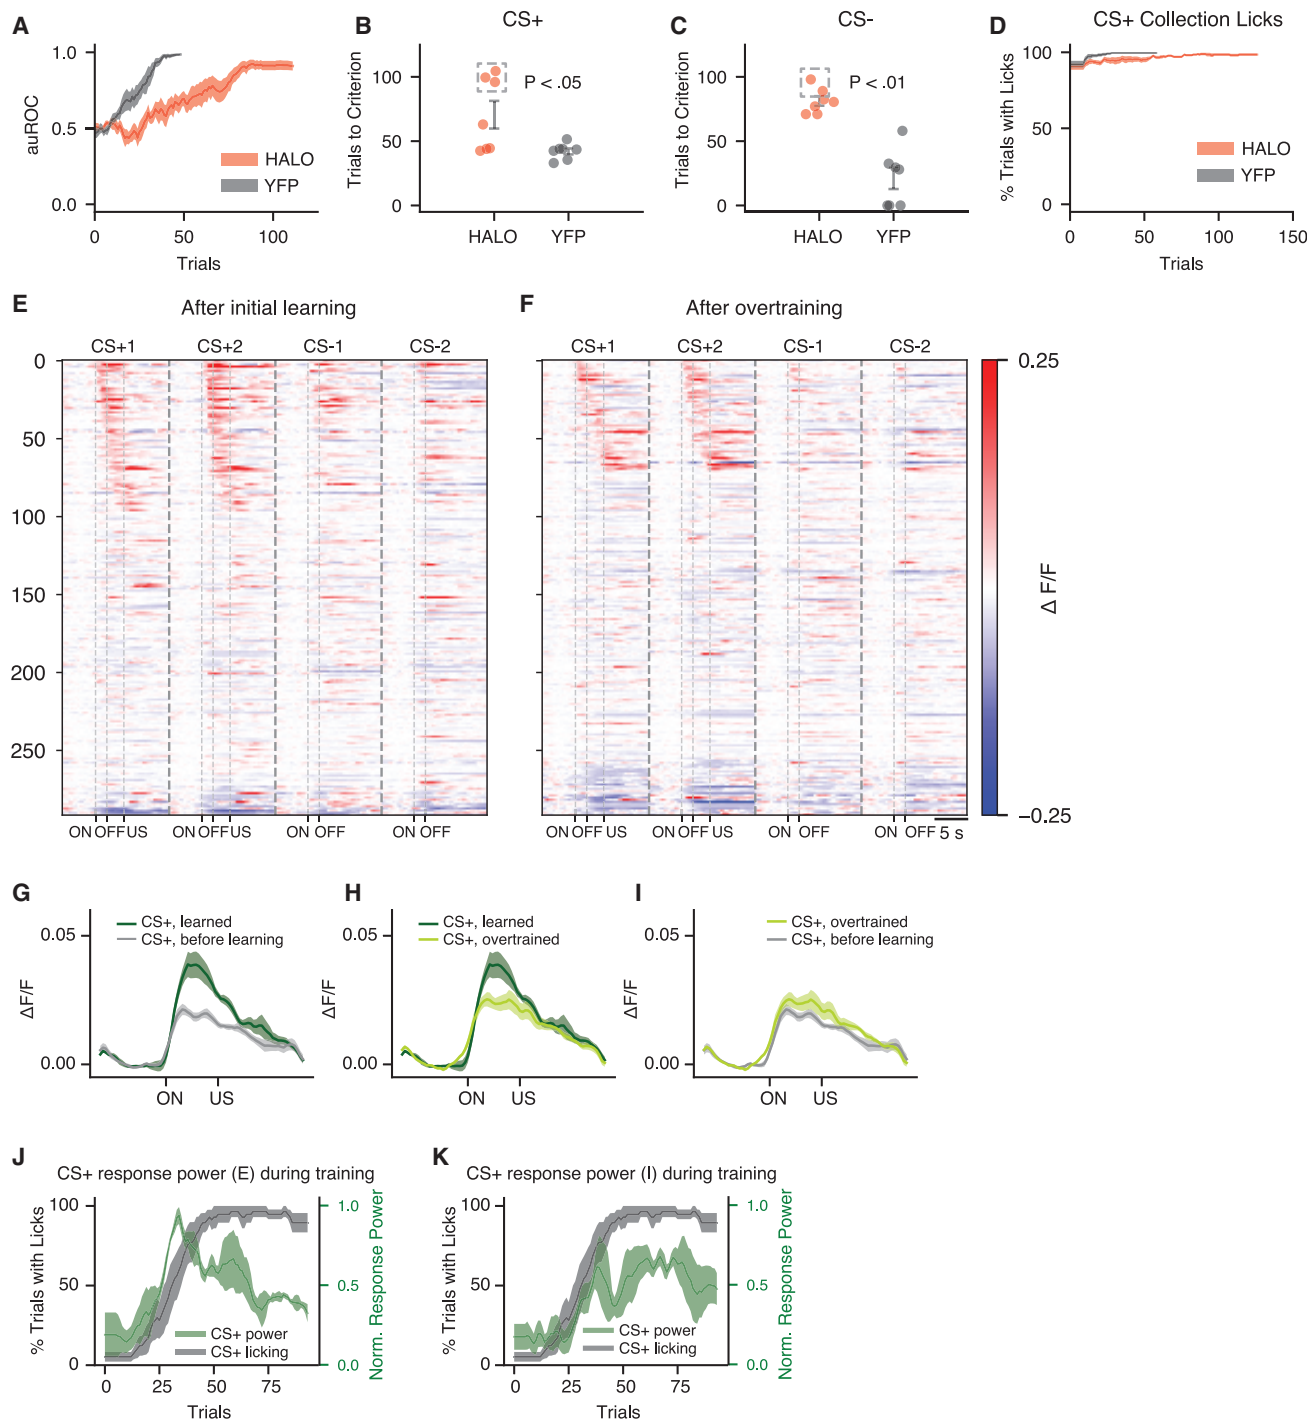 A
1.0
0.5
0.0
auROC
HALO
YFP
0
50
100
Trials
B
CS+
100
50
0
Trials to Criterion
P < .05
HALO
YFP
C
CS-
100
50
0
Trials to Criterion
P < .01
HALO
YFP
D
CS+ Collection Licks
100
50
0
% Trials with Licks
HALO
YFP
0
50
100
150
Trials
E
After initial learning
CS+1 CS+2 CS-1 CS-2
0
50
100
150
200
250
ON OFF US ON OFF US ON OFF ON OFF
F
After overtraining
CS+1 CS+2 CS-1 CS-2
ON OFF US ON OFF US ON OFF ON OFF 5 s
0.25
Δ F/F
−0.25
G
0.05
0.00
ΔF/F
CS+, learned
CS+, before learning
ON US
H
0.05
0.00
ΔF/F
CS+, learned
CS+, overtrained
ON US
I
0.05
0.00
ΔF/F
CS+, overtrained
CS+, before learning
ON US
J
CS+ response power (E) during training
100
50
0
% Trials with Licks
1.0
0.5
0.0
Norm. Response Power
CS+ power
CS+ licking
0 25 50 75
Trials
K
CS+ response power (I) during training
100
50
0
% Trials with Licks
1.0
0.5
0.0
Norm. Response Power
CS+ power
CS+ licking
0 25 50 75
Trials